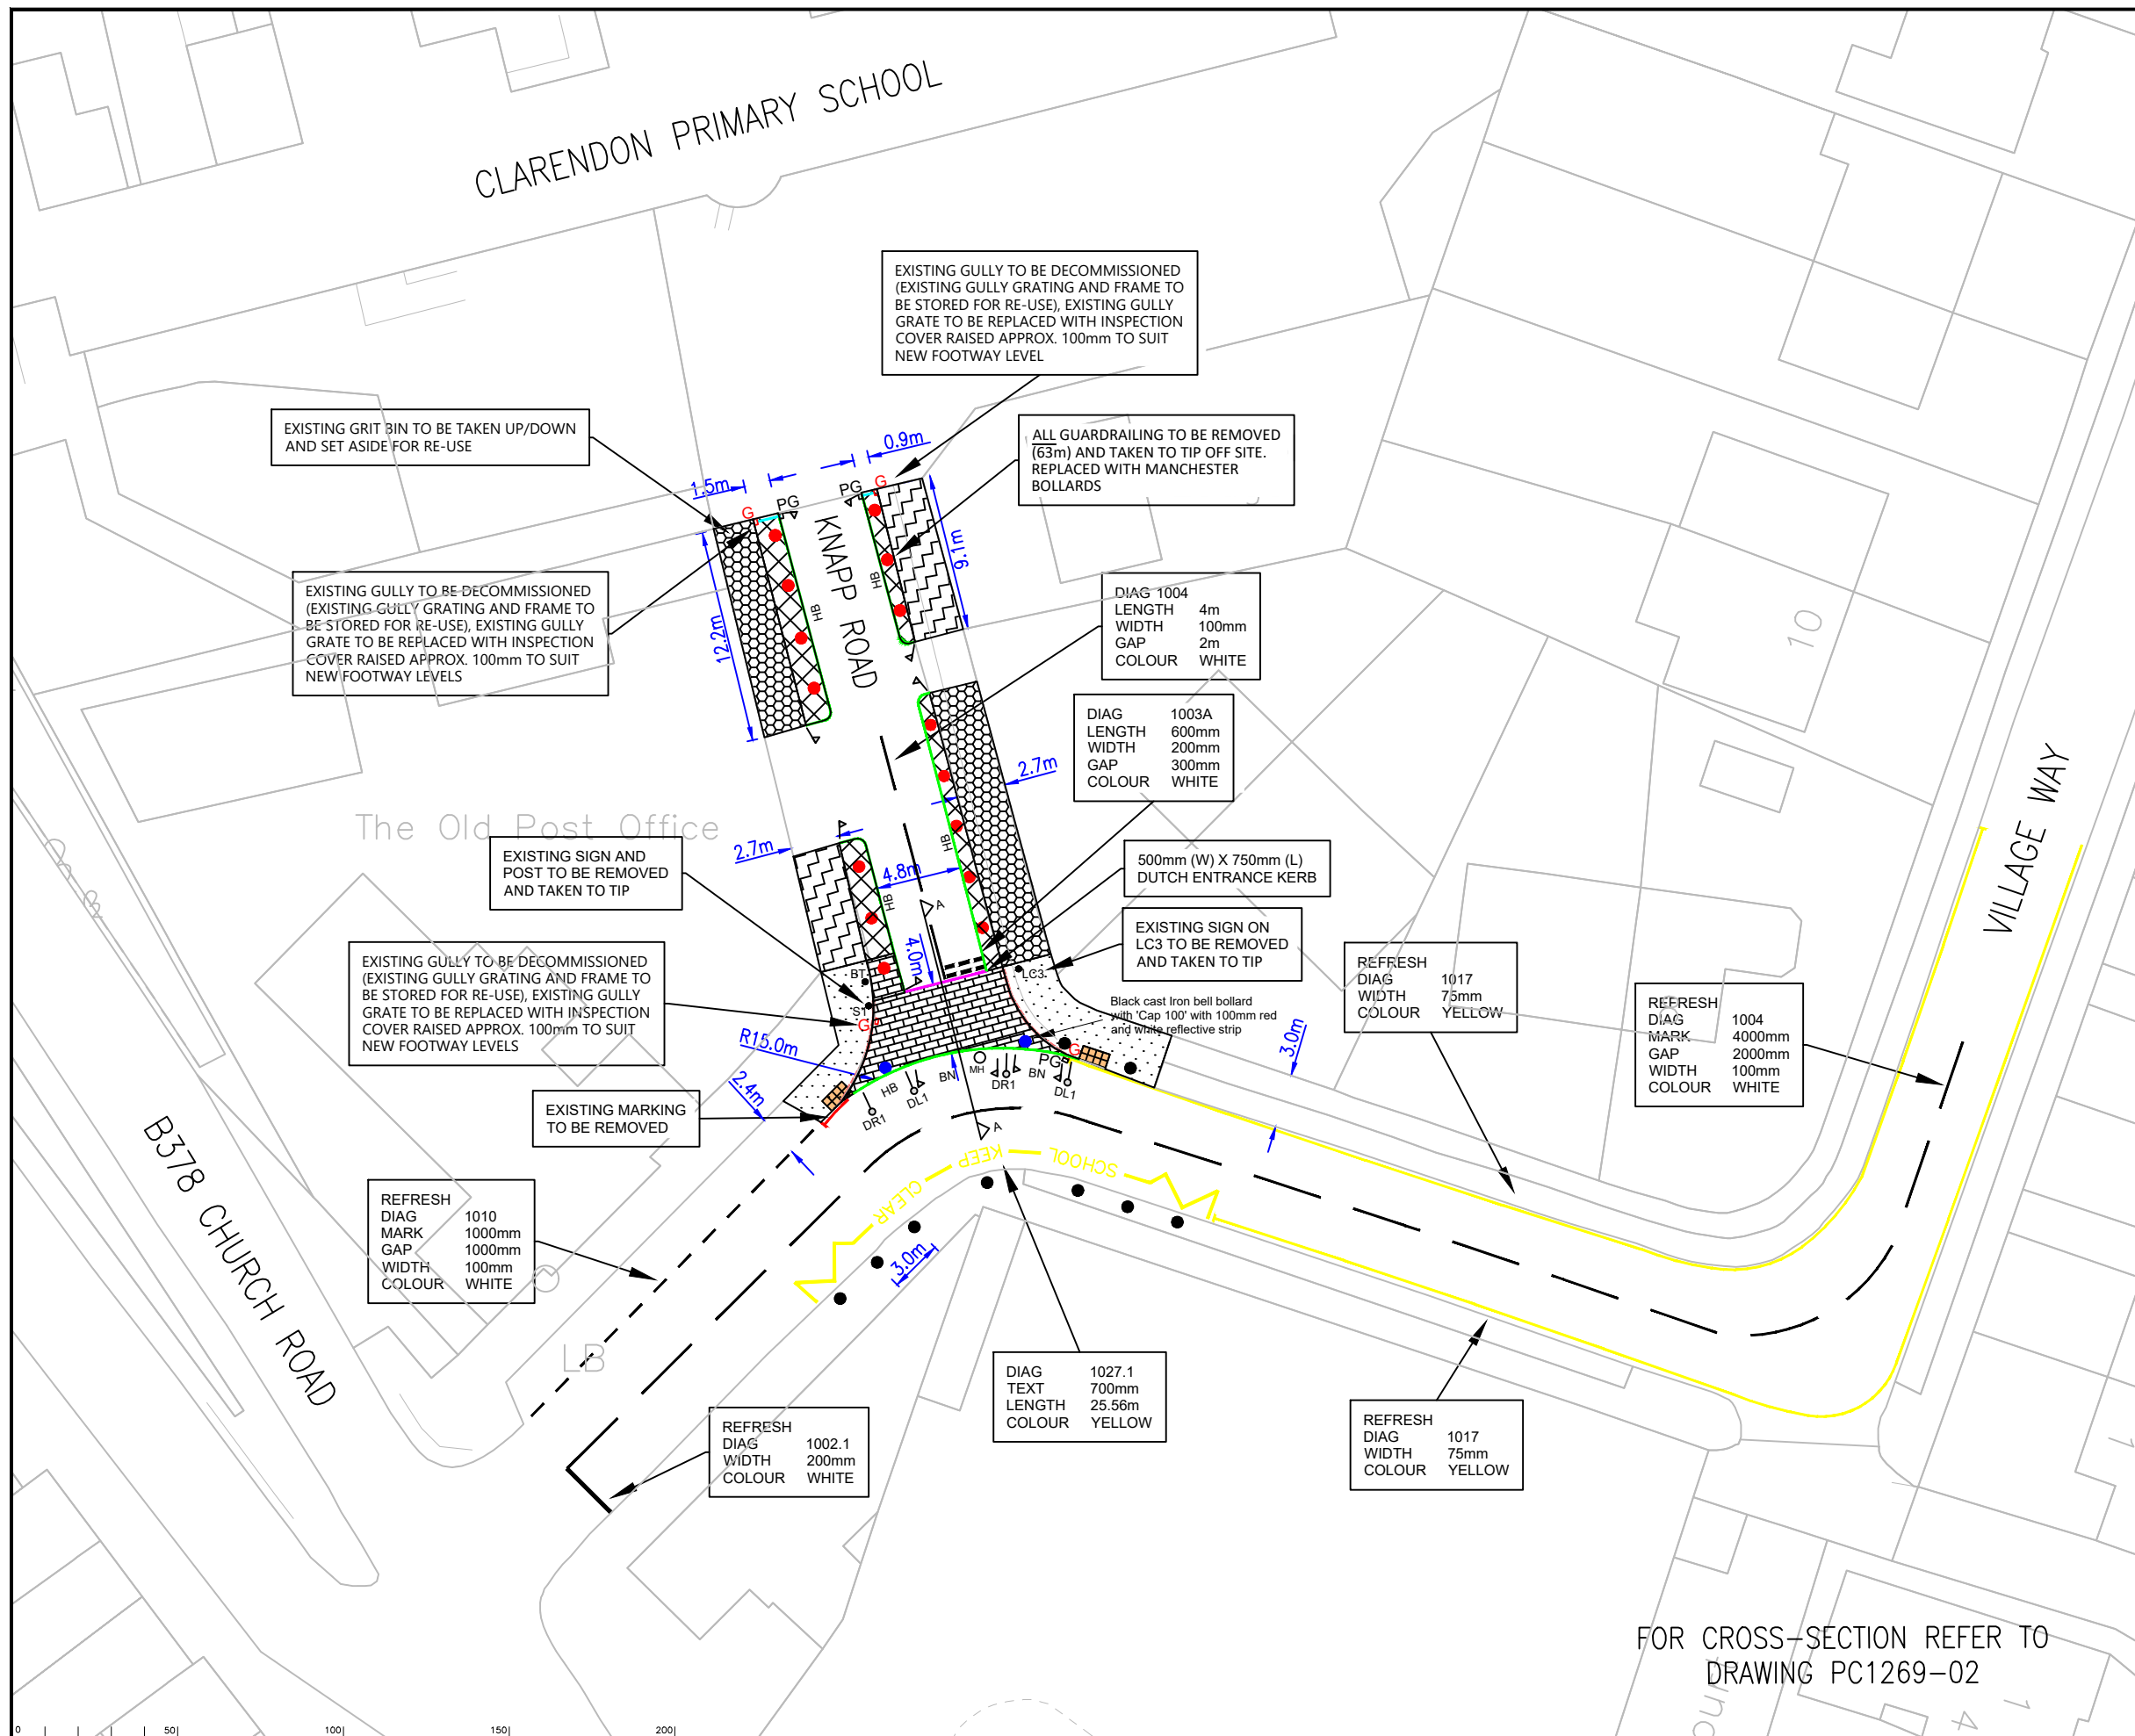 CLARENDON PRIMARY SCHOOL
EXISTING GULLY TO BE DECOMMISSIONED
(EXISTING GULLY GRATING AND FRAME TO
BE STORED FOR RE-USE), EXISTING GULLY
GRATE TO BE REPLACED WITH INSPECTION
COVER RAISED APPROX. 100mm TO SUIT
NEW FOOTWAY LEVEL
EXISTING GRIT BIN TO BE TAKEN UP/DOWN
AND SET ASIDE FOR RE-USE
0.9m
ALL GUARDRAILING TO BE REMOVED
(63m) AND TAKEN TO TIP OFF SITE.
REPLACED WITH MANCHESTER
BOLLARDS
1.5m
G
PG
PG
G
KNAPP ROAD
HB
HB
9.1m
12.2m
EXISTING GULLY TO BE DECOMMISSIONED
(EXISTING GULLY GRATING AND FRAME TO
BE STORED FOR RE-USE), EXISTING GULLY
GRATE TO BE REPLACED WITH INSPECTION
COVER RAISED APPROX. 100mm TO SUIT
NEW FOOTWAY LEVELS
DIAG 1004
LENGTH 4m
WIDTH 100mm
GAP 2m
COLOUR WHITE
10
DIAG 1003A
LENGTH 600mm
WIDTH 200mm
GAP 300mm
COLOUR WHITE
2.7m
VILLAGE WAY
The Old Post Office
2.7m
4.8m
HB
HB
EXISTING SIGN AND
POST TO BE REMOVED
AND TAKEN TO TIP
500mm (W) X 750mm (L)
DUTCH ENTRANCE KERB
A
4.0m
EXISTING SIGN ON
LC3 TO BE REMOVED
AND TAKEN TO TIP
EXISTING GULLY TO BE DECOMMISSIONED
(EXISTING GULLY GRATING AND FRAME TO
BE STORED FOR RE-USE), EXISTING GULLY
GRATE TO BE REPLACED WITH INSPECTION
COVER RAISED APPROX. 100mm TO SUIT
NEW FOOTWAY LEVELS
BT
LC3
G
Black cast Iron bell bollard
with 'Cap 100' with 100mm red
and white reflective strip
REFRESH
DIAG 1017
WIDTH 75mm
COLOUR YELLOW
REFRESH
DIAG 1004
MARK 4000mm
GAP 2000mm
WIDTH 100mm
COLOUR WHITE
R15.0m
2.4m
3.0m
G
PG
MH
HB
BN
BN
DR1
DL1
DR1
DL1
A
EXISTING MARKING
TO BE REMOVED
SCHOOL
KEEP
CLEAR
3.0m
B378 CHURCH ROAD
REFRESH
DIAG 1010
MARK 1000mm
GAP 1000mm
WIDTH 100mm
COLOUR WHITE
LB
DIAG 1027.1
TEXT 700mm
LENGTH 25.56m
COLOUR YELLOW
REFRESH
DIAG 1002.1
WIDTH 200mm
COLOUR WHITE
REFRESH
DIAG 1017
WIDTH 75mm
COLOUR YELLOW
FOR CROSS-SECTION REFER TO
DRAWING PC1269-02
14
0 50 100 150 200